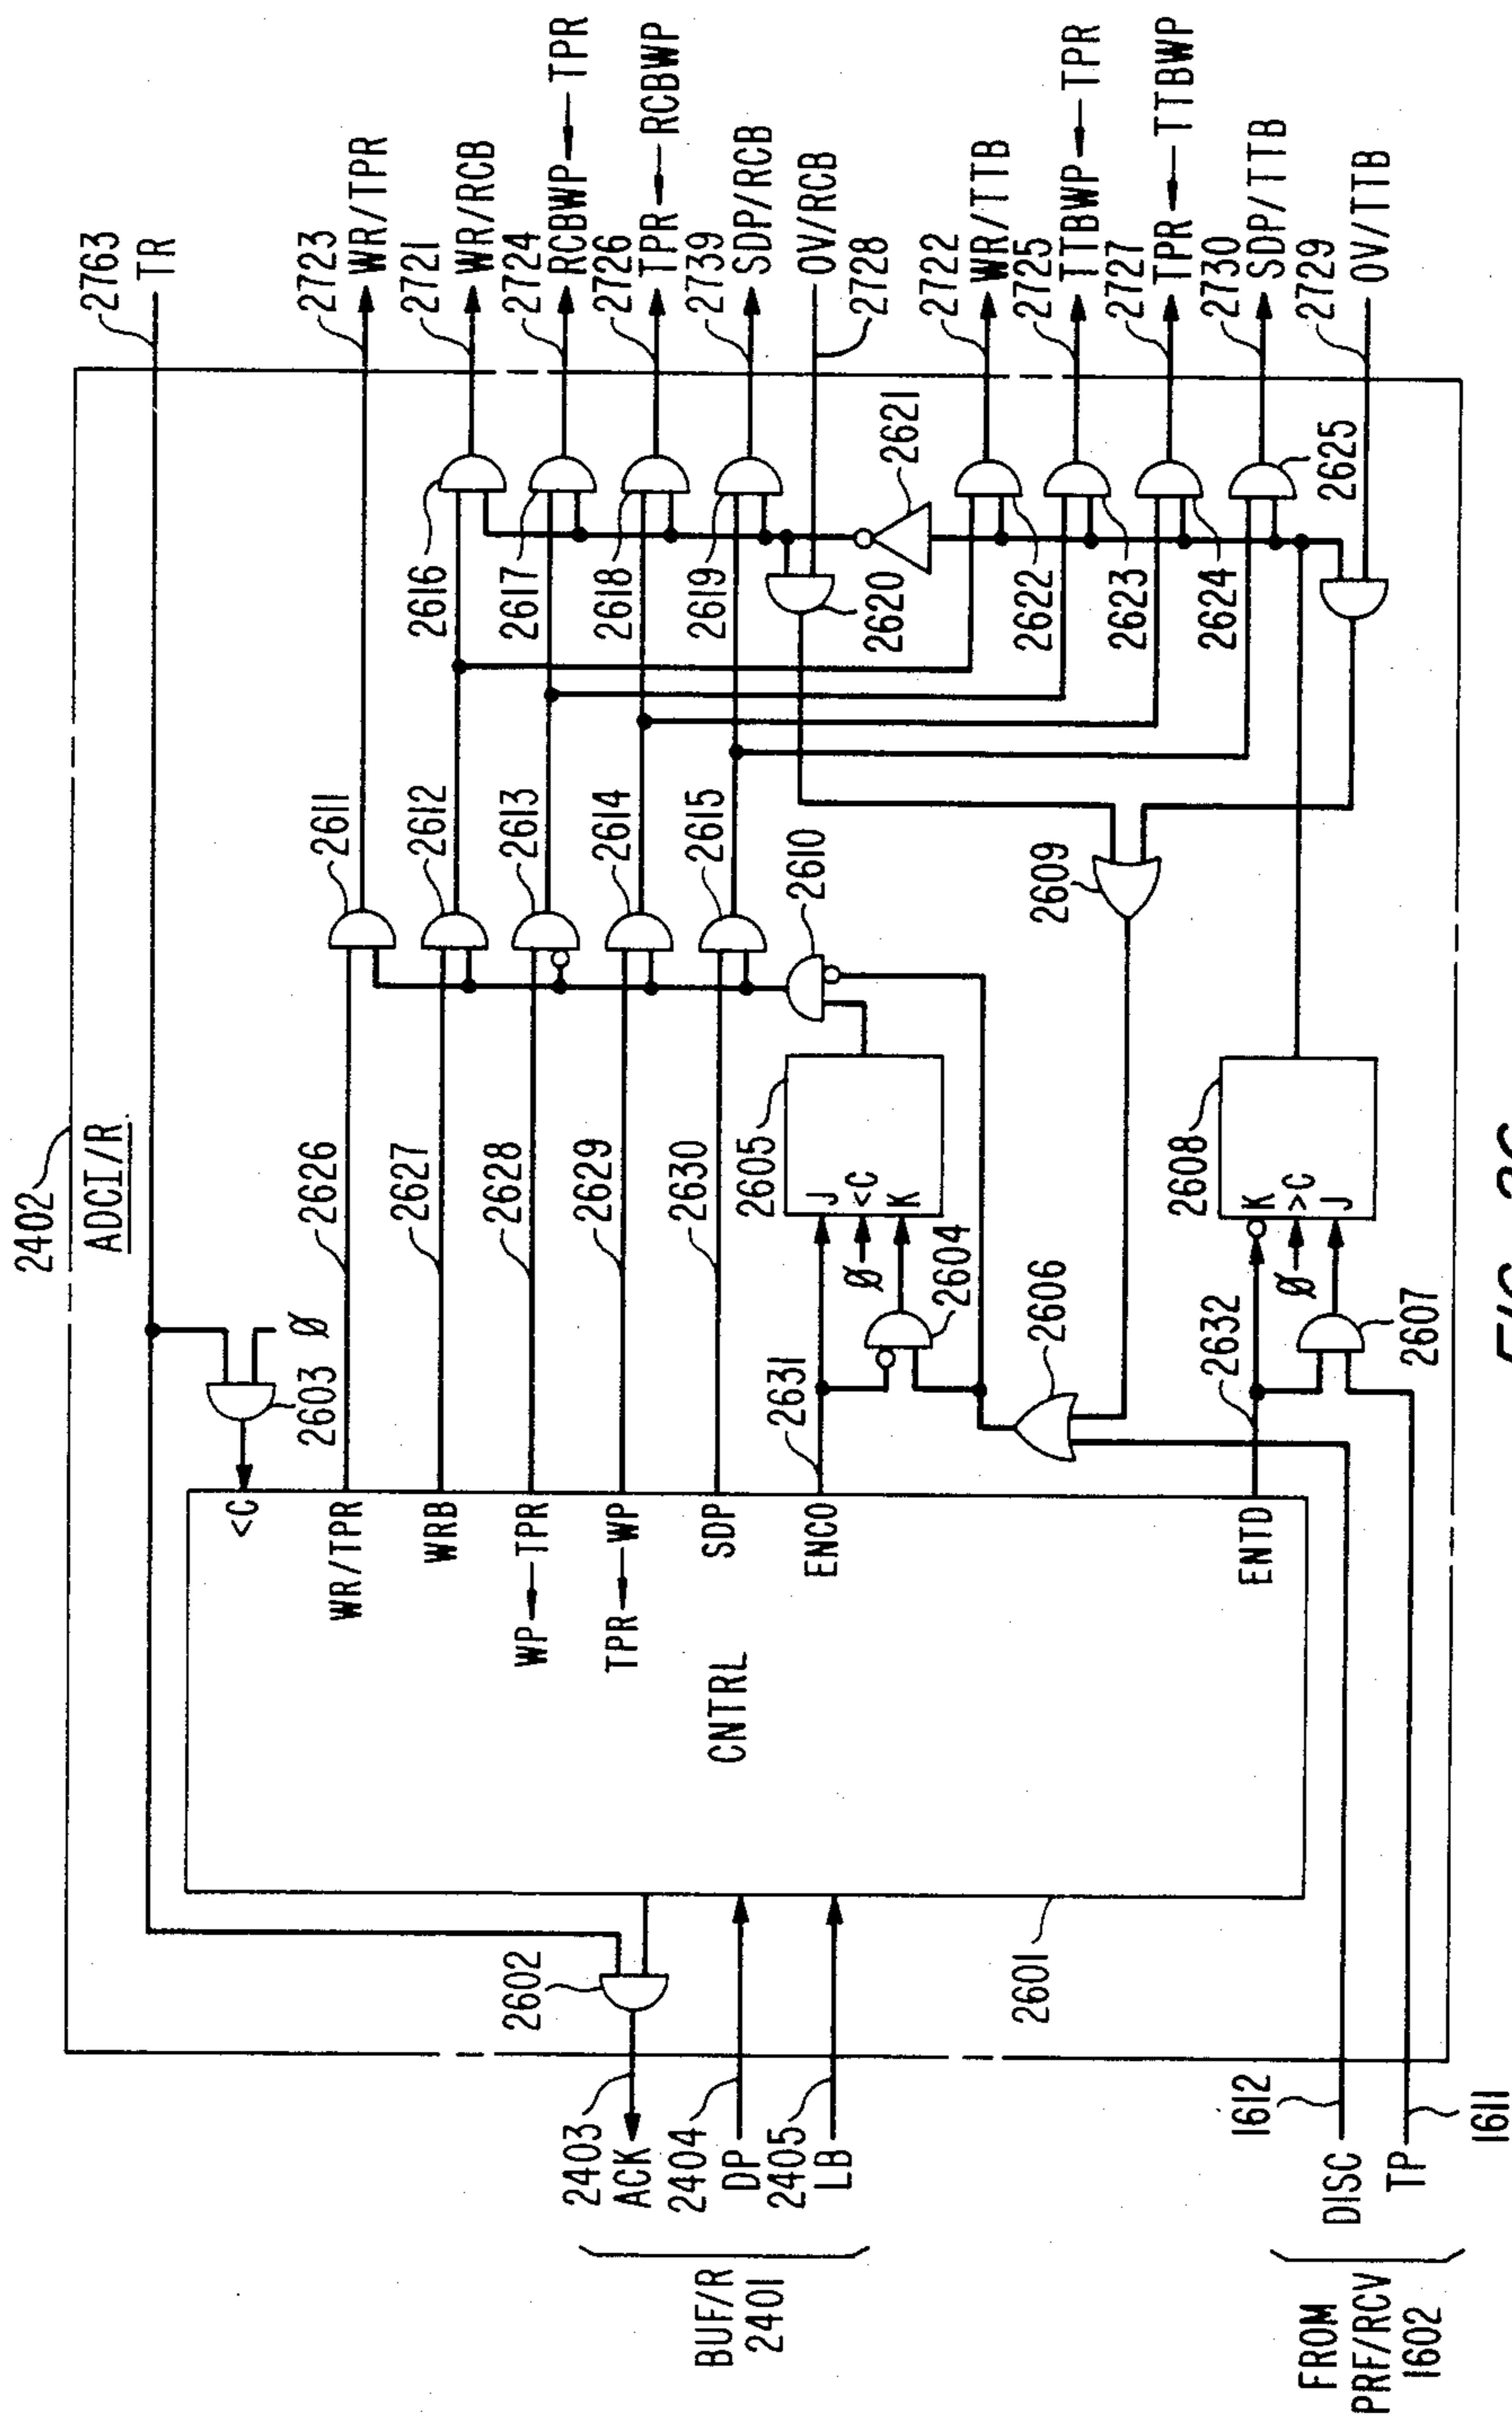 2402
ADCI/R
2763
TR
2603
Ø
<C
2611
2723
WR/TPR
2626
WR/TPR
2612
2616
2721
WR/RCB
2627
WRB
2613
2617
2724
RCBWP ← TPR
2628
WP ← TPR
2614
2618
2726
TPR ← RCBWP
2629
TPR ← WP
2615
2619
2739
SDP/RCB
2630
SDP
2610
2620
OV/RCB
2728
2631
ENCO
2605
J
<C
K
Ø
2604
2621
2606
2609
2622
2722
WR/TTB
2623
2725
TTBWP ← TPR
2624
2727
TPR ← TTBWP
2625
2730
SDP/TTB
2729
OV/TTB
2632
ENTD
2608
K
>C
J
Ø
2607
CNTRL
2601
2602
2403
ACK
2404
DP
2405
LB
BUF/R
2401
1612
DISC
TP
1611
FROM
PRF/RCV
1602